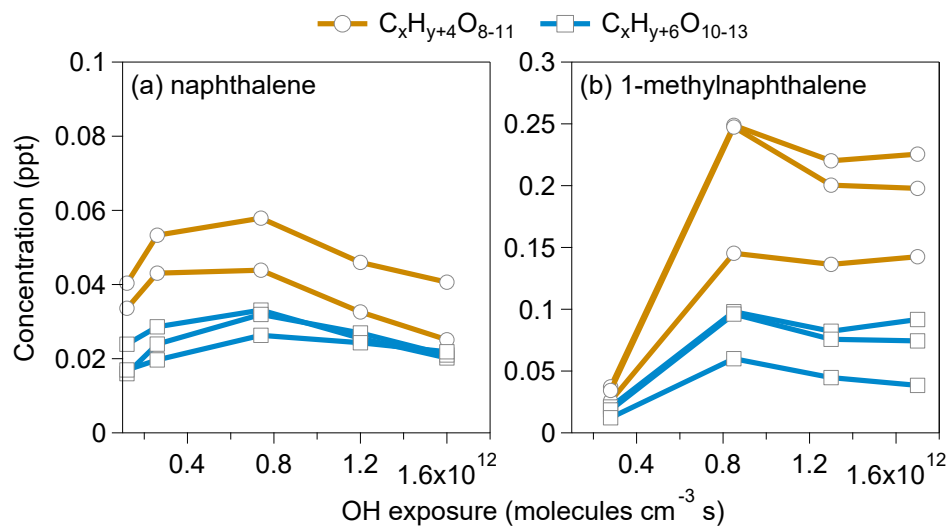 CxHy+4O8-11 CxHy+6O10-13
(a) naphthalene (b) 1-methylnaphthalene
Concentration (ppt)
0.1
0.08
0.06
0.04
0.02
0
0.3
0.25
0.2
0.15
0.1
0.05
0
0.4 0.8 1.2 1.6x10^12
0.4 0.8 1.2 1.6x10^12
OH exposure (molecules cm^-3 s)